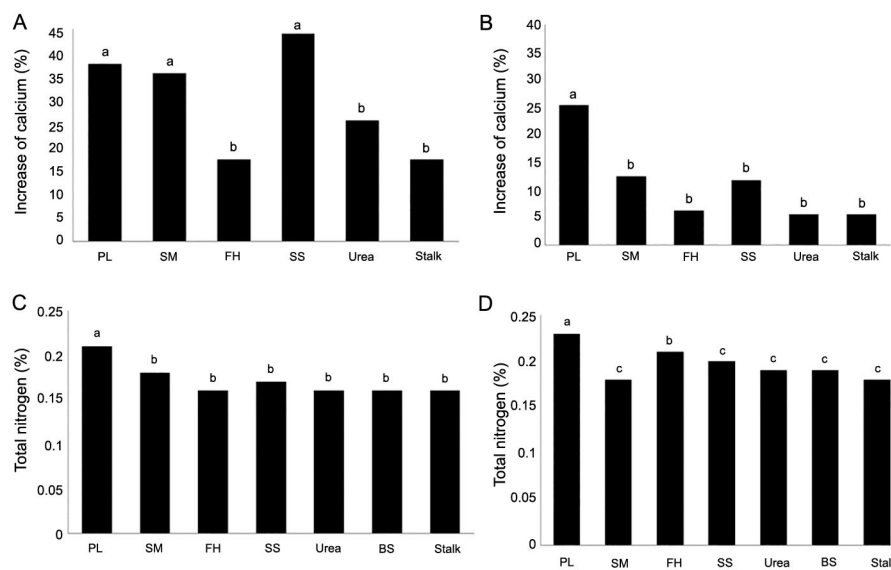 A
Increase of calcium (%)
45
40
35
30
25
20
15
10
5
0
a
a
b
a
b
b
PL SM FH SS Urea Stalk
B
Increase of calcium (%)
40
35
30
25
20
15
10
5
0
a
b
b
b
b
b
PL SM FH SS Urea Stalk
C
Total nitrogen (%)
0.25
0.2
0.15
0.1
0.05
0
a
b
b
b
b
b
b
PL SM FH SS Urea BS Stalk
D
Total nitrogen (%)
0.25
0.2
0.15
0.1
0.05
0
a
c
b
c
c
c
c
PL SM FH SS Urea BS Stal